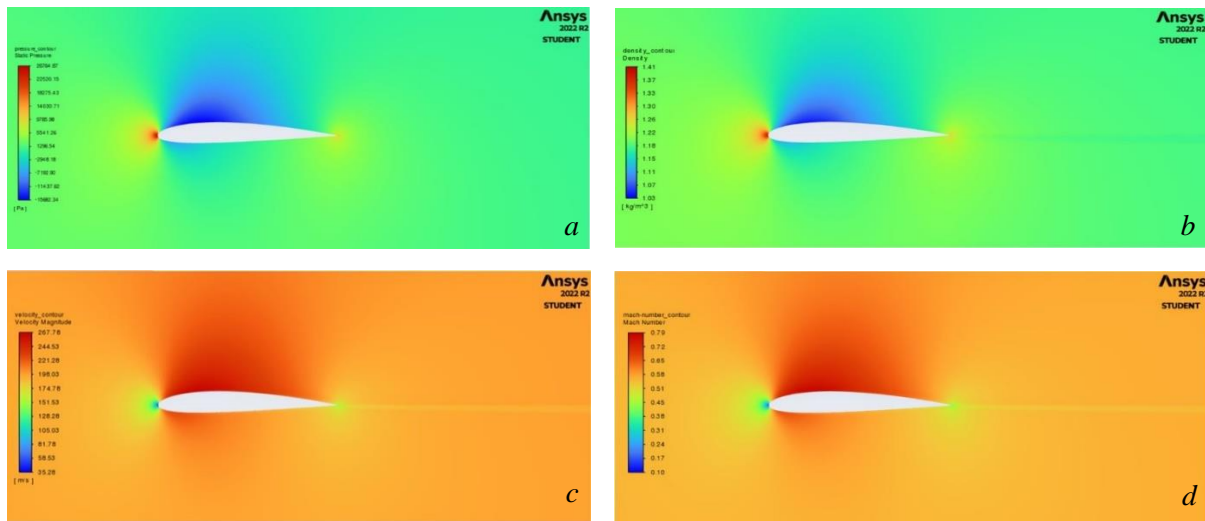 Ansys
2022 R2
STUDENT
pressure_contour
Static Pressure
26764.87
22520.15
18275.43
14030.71
9785.98
5541.26
1296.54
-2948.18
-7192.90
-11437.62
-15682.34
[ Pa ]
a
Ansys
2022 R2
STUDENT
density_contour
Density
1.41
1.37
1.33
1.30
1.26
1.22
1.18
1.15
1.11
1.07
1.03
[ kg/m^3 ]
b
Ansys
2022 R2
STUDENT
velocity_contour
Velocity Magnitude
267.78
244.53
221.28
198.03
174.78
151.53
128.28
105.03
81.78
58.53
35.28
[ m/s ]
c
Ansys
2022 R2
STUDENT
mach-number_contour
Mach Number
0.79
0.72
0.65
0.58
0.51
0.45
0.38
0.31
0.24
0.17
0.10
d